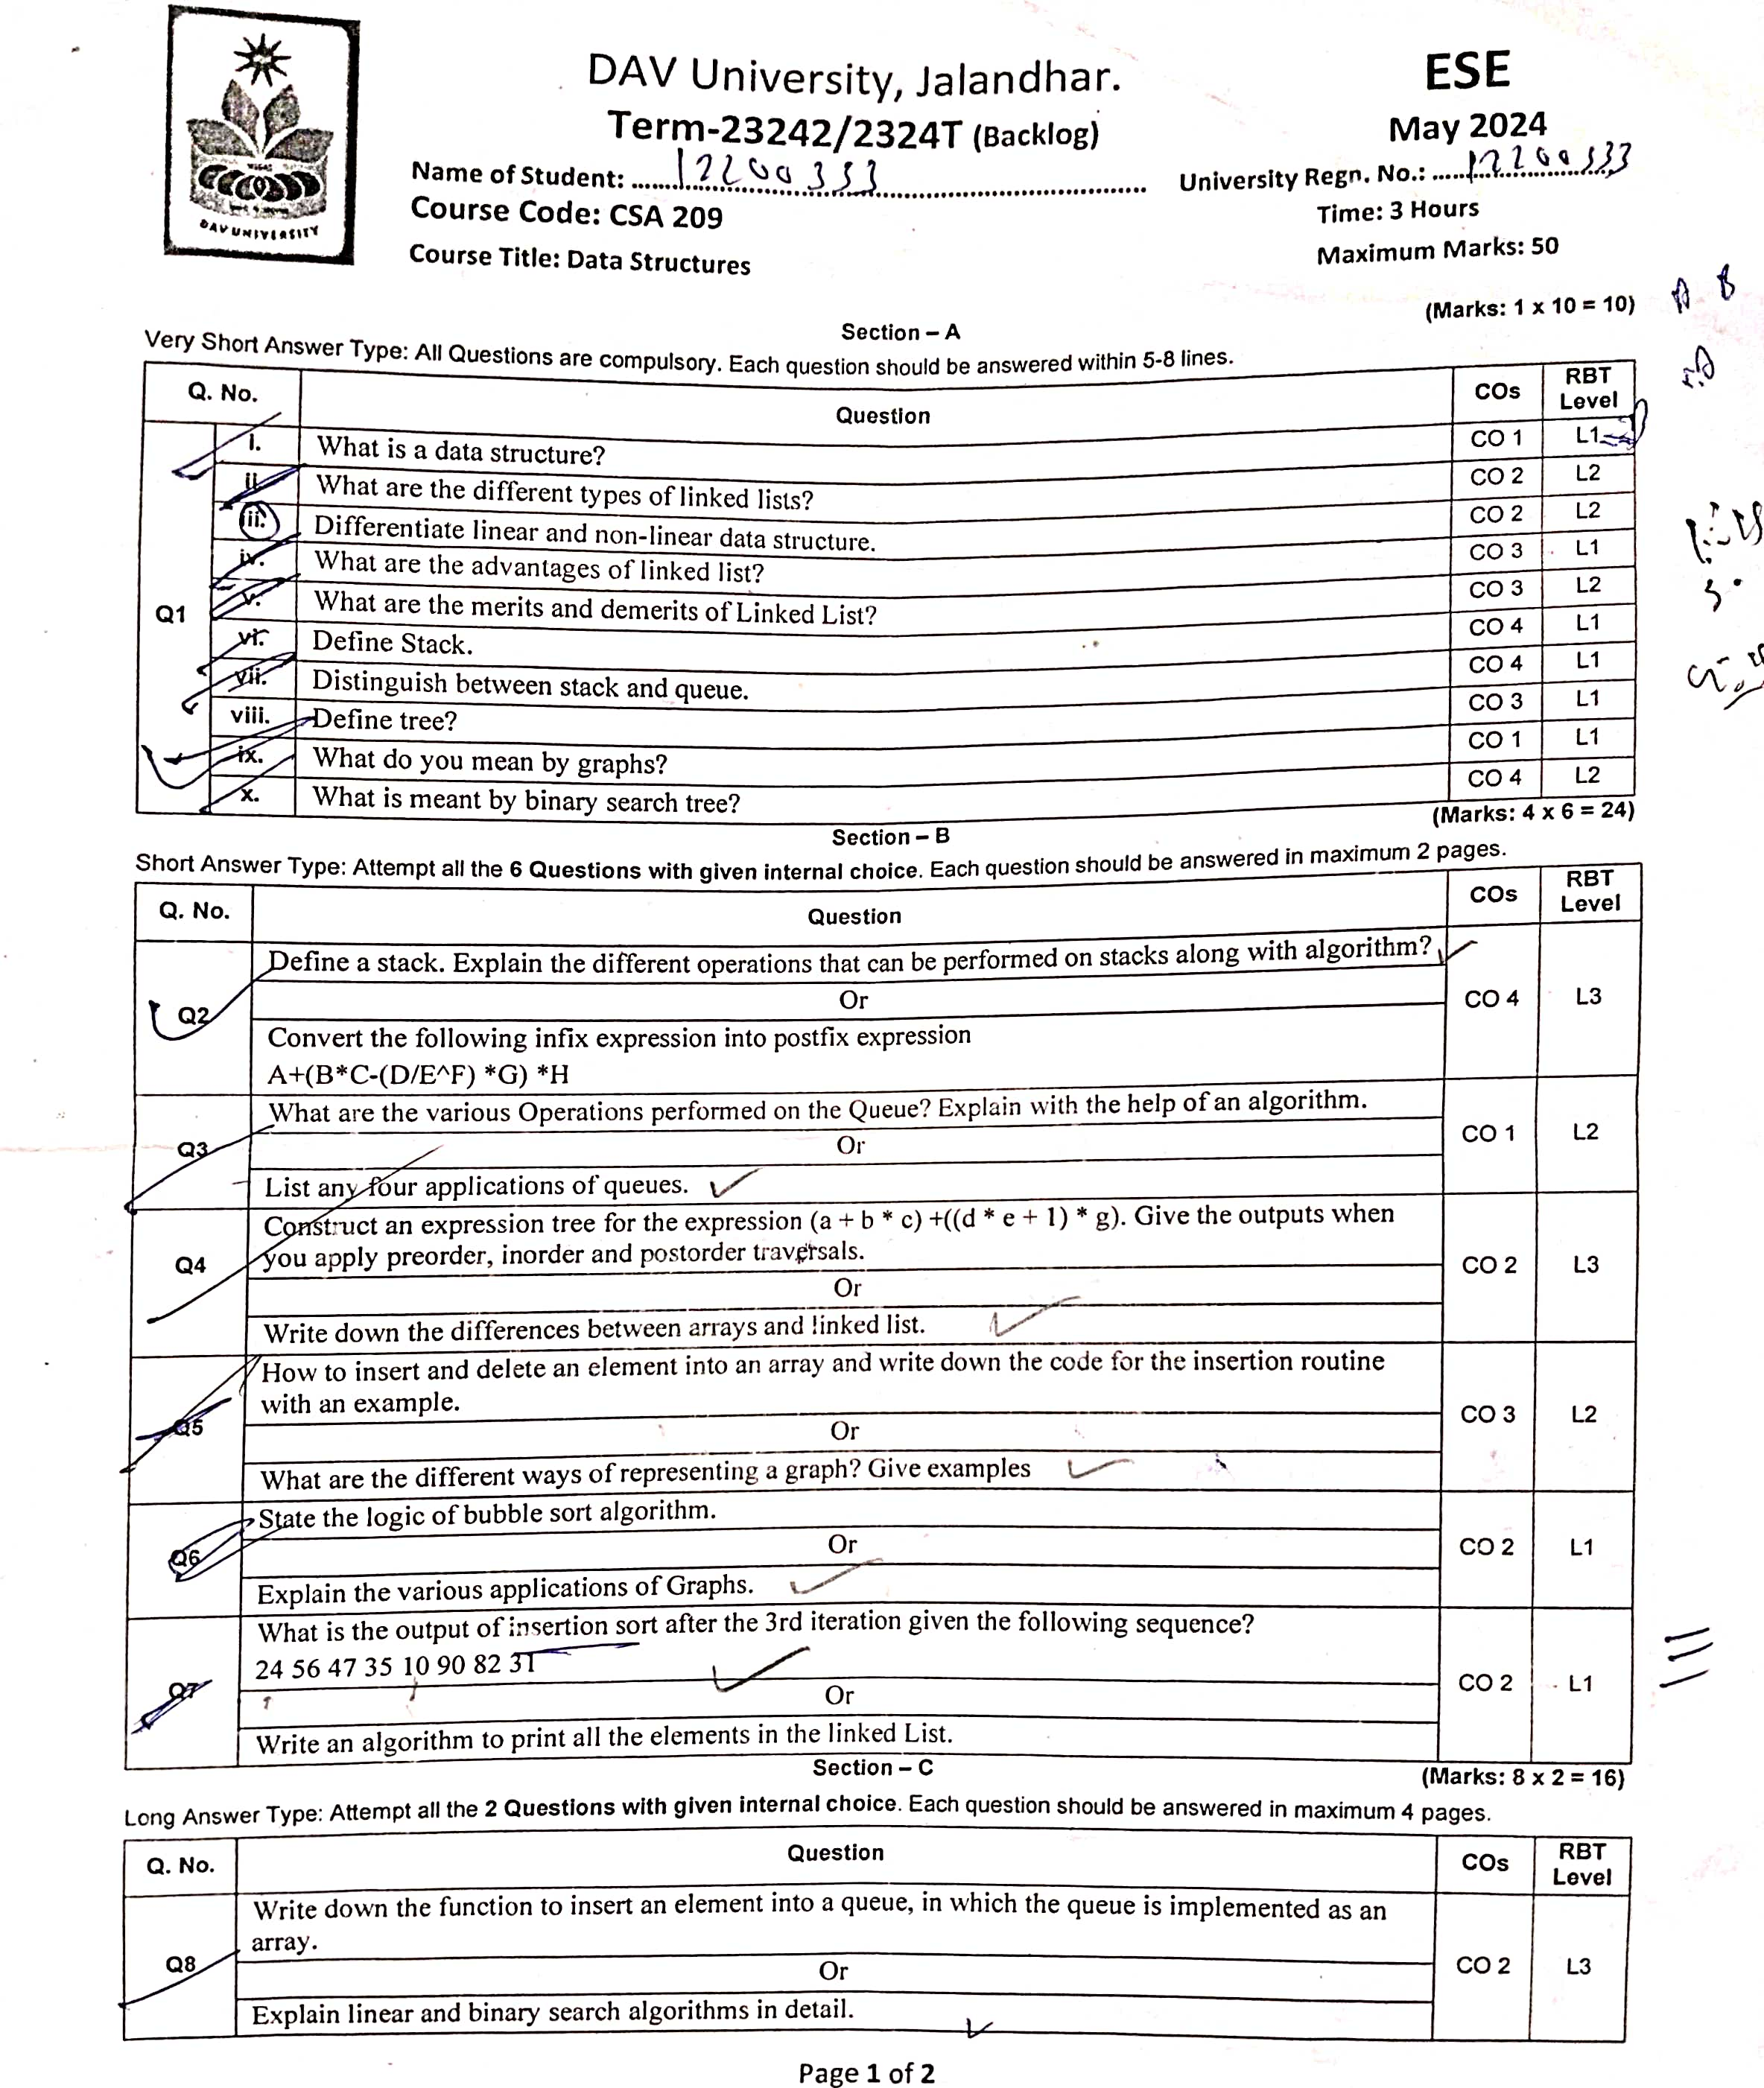 DAV University, Jalandhar.
ESE
Term-23242/2324T (Backlog)
May 2024
Name of Student: 12200333
University Regn. No.: 12200333
Course Code: CSA 209
Time: 3 Hours
Course Title: Data Structures
Maximum Marks: 50
DAV UNIVERSITY
(Marks: 1 x 10 = 10)
A B
Section – A
Very Short Answer Type: All Questions are compulsory. Each question should be answered within 5-8 lines.
Q. No. Question COs RBT Level
Q1
i. What is a data structure? CO 1 L1
ii. What are the different types of linked lists? CO 2 L2
iii. Differentiate linear and non-linear data structure. CO 2 L2
iv. What are the advantages of linked list? CO 3 L1
v. What are the merits and demerits of Linked List? CO 3 L2
vi. Define Stack. CO 4 L1
vii. Distinguish between stack and queue. CO 4 L1
viii. Define tree? CO 3 L1
ix. What do you mean by graphs? CO 1 L1
x. What is meant by binary search tree? CO 4 L2
(Marks: 4 x 6 = 24)
Section – B
Short Answer Type: Attempt all the 6 Questions with given internal choice. Each question should be answered in maximum 2 pages.
Q. No. Question COs RBT Level
Q2 Define a stack. Explain the different operations that can be performed on stacks along with algorithm? CO 4 L3
Or
Convert the following infix expression into postfix expression
A+(B*C-(D/E^F) *G) *H
Q3 What are the various Operations performed on the Queue? Explain with the help of an algorithm. CO 1 L2
Or
List any four applications of queues.
Q4 Construct an expression tree for the expression (a + b * c) +((d * e + 1) * g). Give the outputs when CO 2 L3
you apply preorder, inorder and postorder traversals.
Or
Write down the differences between arrays and linked list.
Q5 How to insert and delete an element into an array and write down the code for the insertion routine CO 3 L2
with an example.
Or
What are the different ways of representing a graph? Give examples
Q6 State the logic of bubble sort algorithm. CO 2 L1
Or
Explain the various applications of Graphs.
Q7 What is the output of insertion sort after the 3rd iteration given the following sequence? CO 2 L1
24 56 47 35 10 90 82 31
Or
Write an algorithm to print all the elements in the linked List.
Section – C
(Marks: 8 x 2 = 16)
Long Answer Type: Attempt all the 2 Questions with given internal choice. Each question should be answered in maximum 4 pages.
Q. No. Question COs RBT Level
Q8 Write down the function to insert an element into a queue, in which the queue is implemented as an CO 2 L3
array.
Or
Explain linear and binary search algorithms in detail.
Page 1 of 2